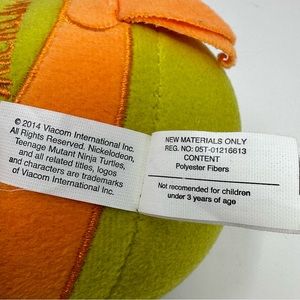 © 2014 Viacom International Inc.
All Rights Reserved. Nickelodeon,
Teenage Mutant Ninja Turtles,
and all related titles, logos
and characters are trademarks
of Viacom International Inc.
NEW MATERIALS ONLY
REG. NO: 05T-01216613
CONTENT
Polyester Fibers
Not recomended for children
under 3 years of age